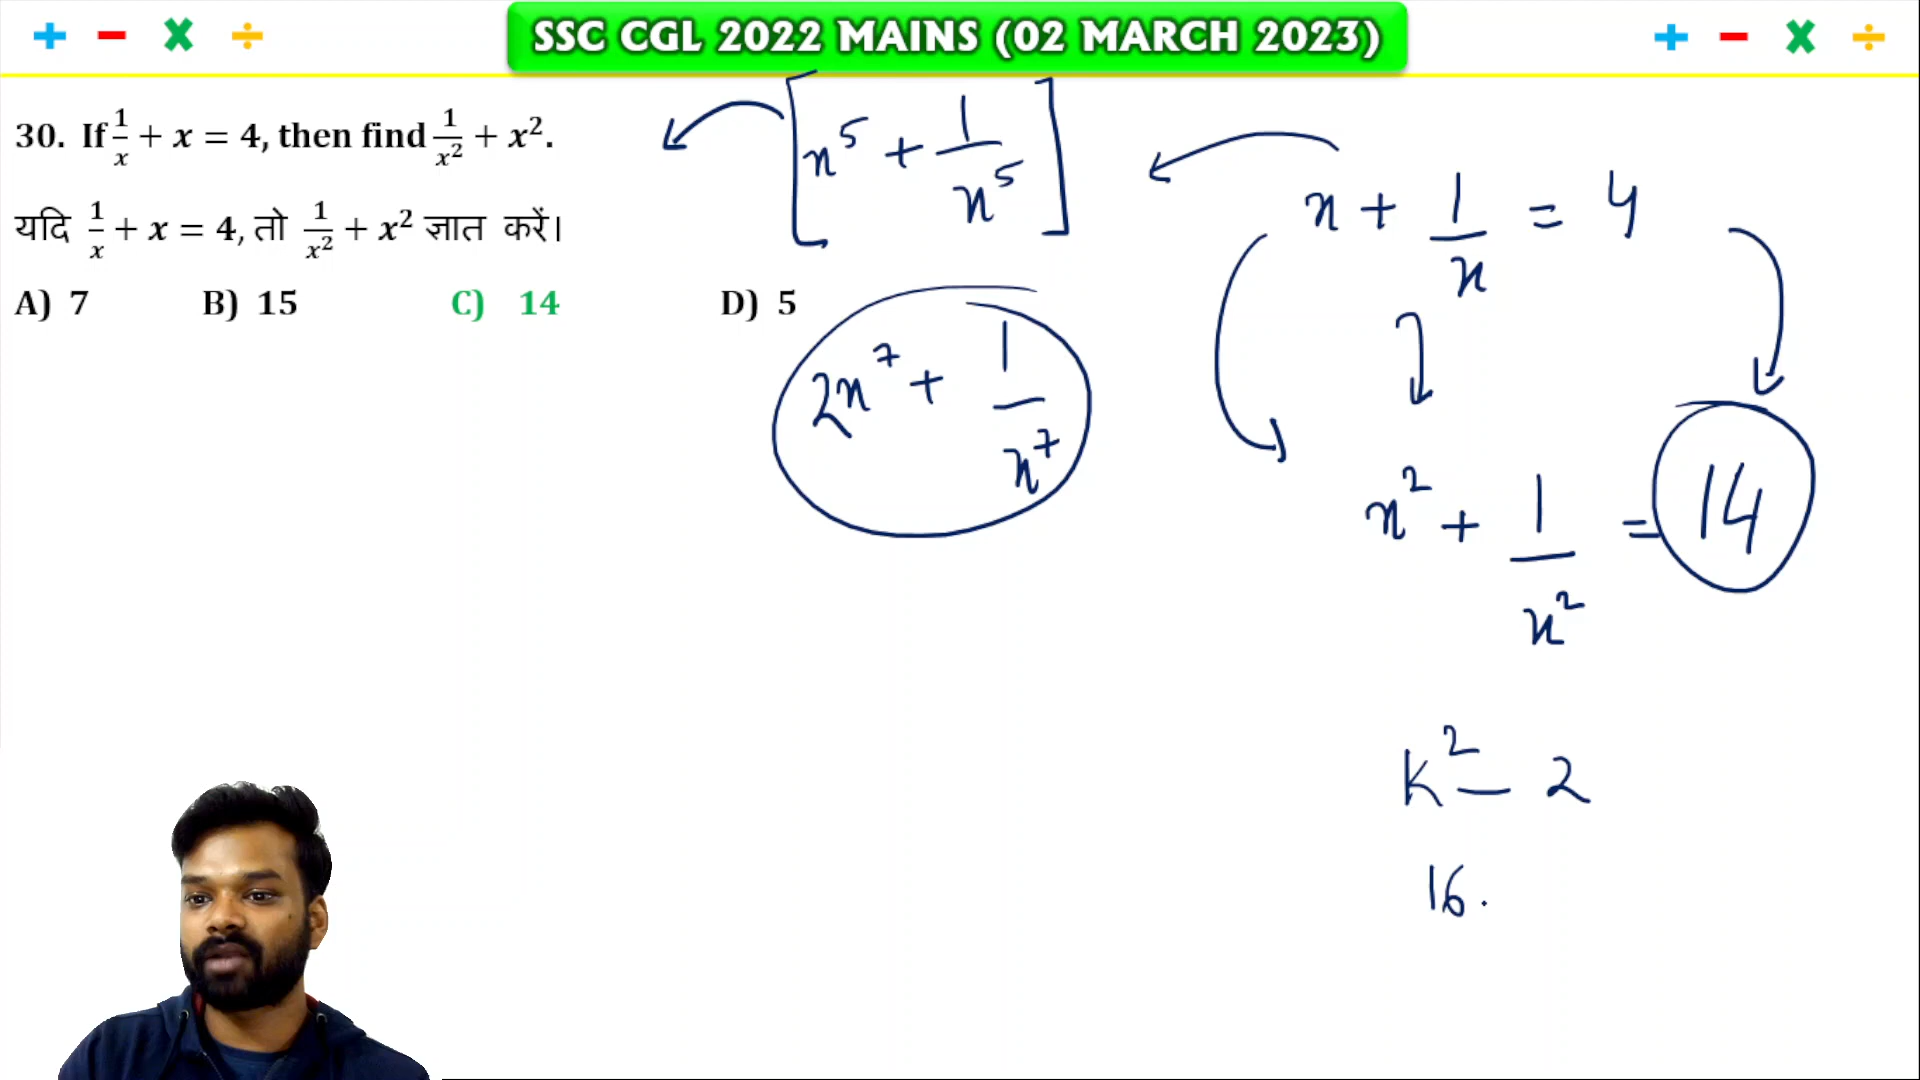 + − × ÷ SSC CGL 2022 MAINS (02 MARCH 2023) + − × ÷
30. If 1/x + x = 4, then find 1/x² + x².
यदि 1/x + x = 4, तो 1/x² + x² ज्ञात करें।
A) 7 B) 15 C) 14 D) 5
[x⁵ + 1/x⁵]
x + 1/x = 4
2x⁷ + 1/x⁷
x² + 1/x² = 14
K² − 2
16.